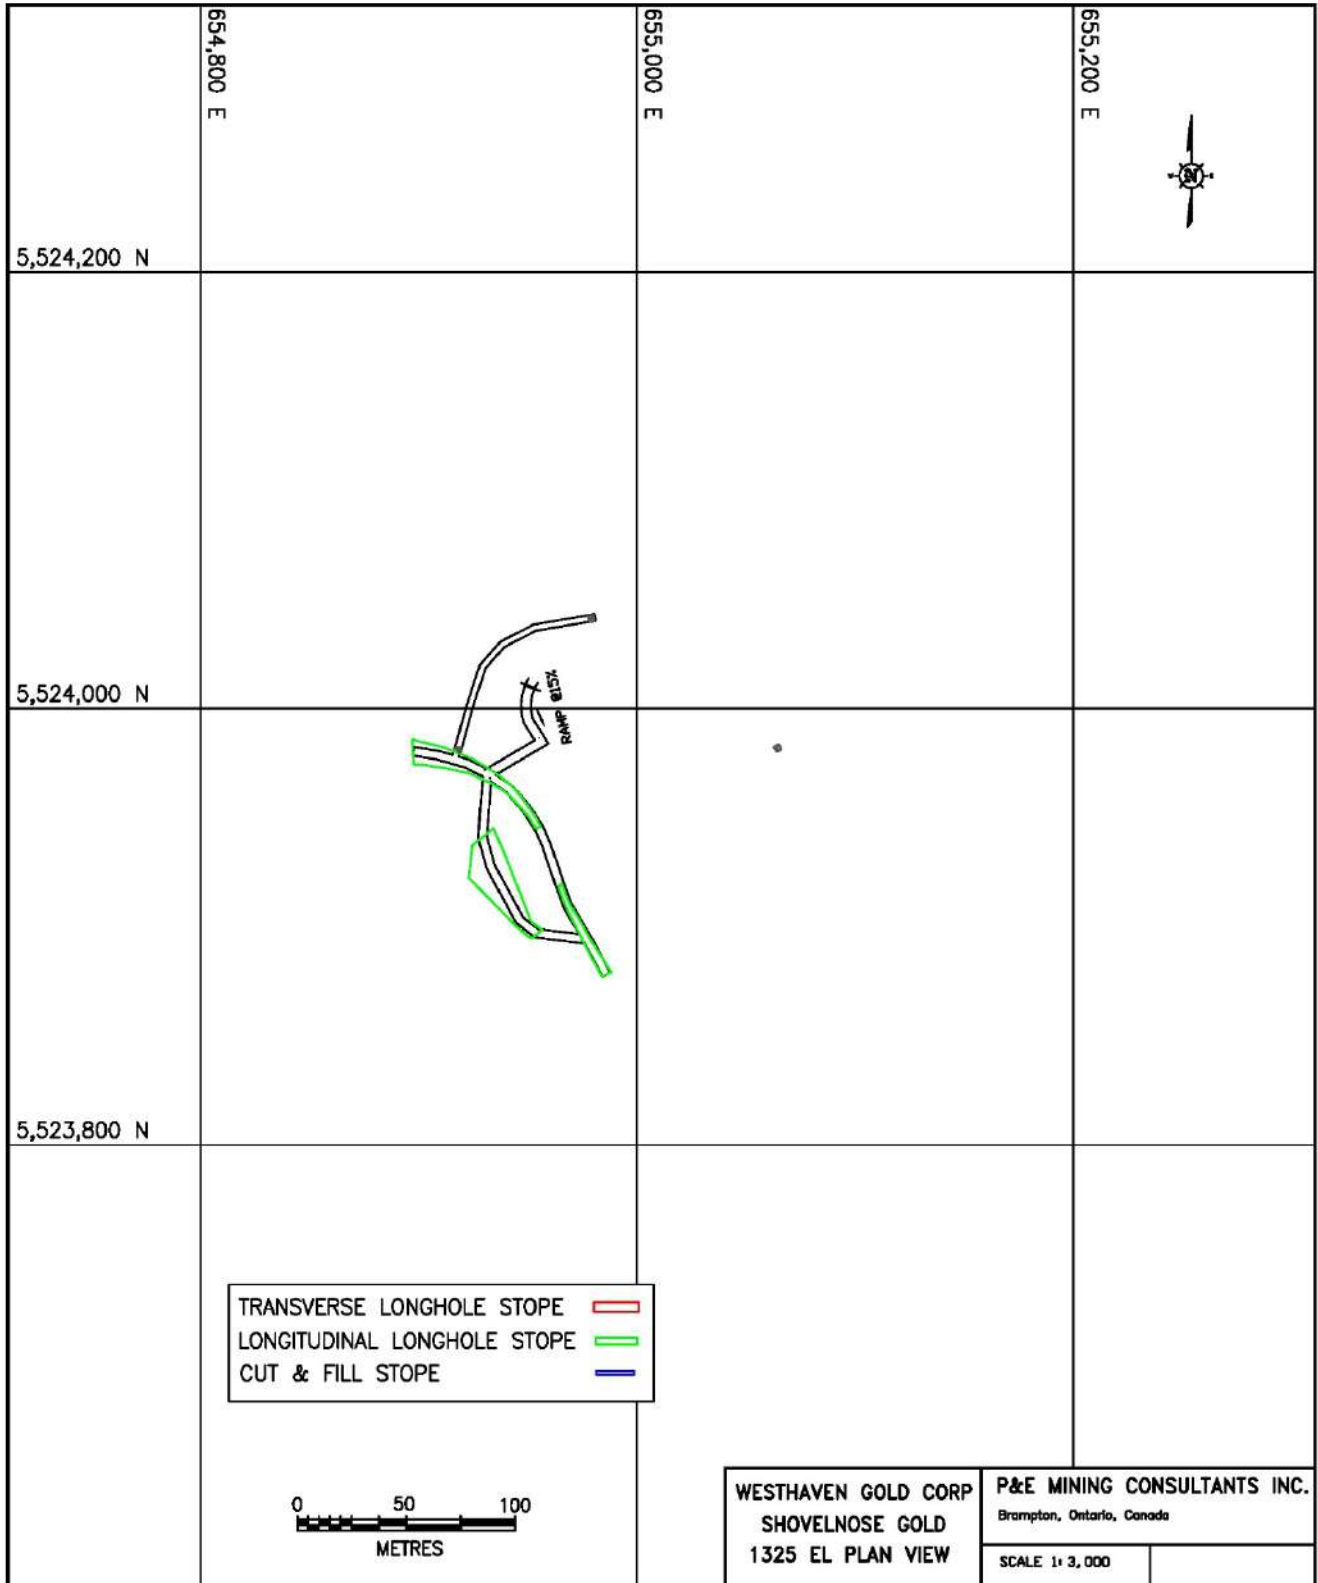 654,800 E
655,000 E
655,200 E
N
5,524,200 N
5,524,000 N
RAMP @15%
5,523,800 N
TRANSVERSE LONGHOLE STOPE
LONGITUDINAL LONGHOLE STOPE
CUT & FILL STOPE
0 50 100
METRES
WESTHAVEN GOLD CORP
SHOVELNOSE GOLD
1325 EL PLAN VIEW
P&E MINING CONSULTANTS INC.
Brampton, Ontario, Canada
SCALE 1:3,000